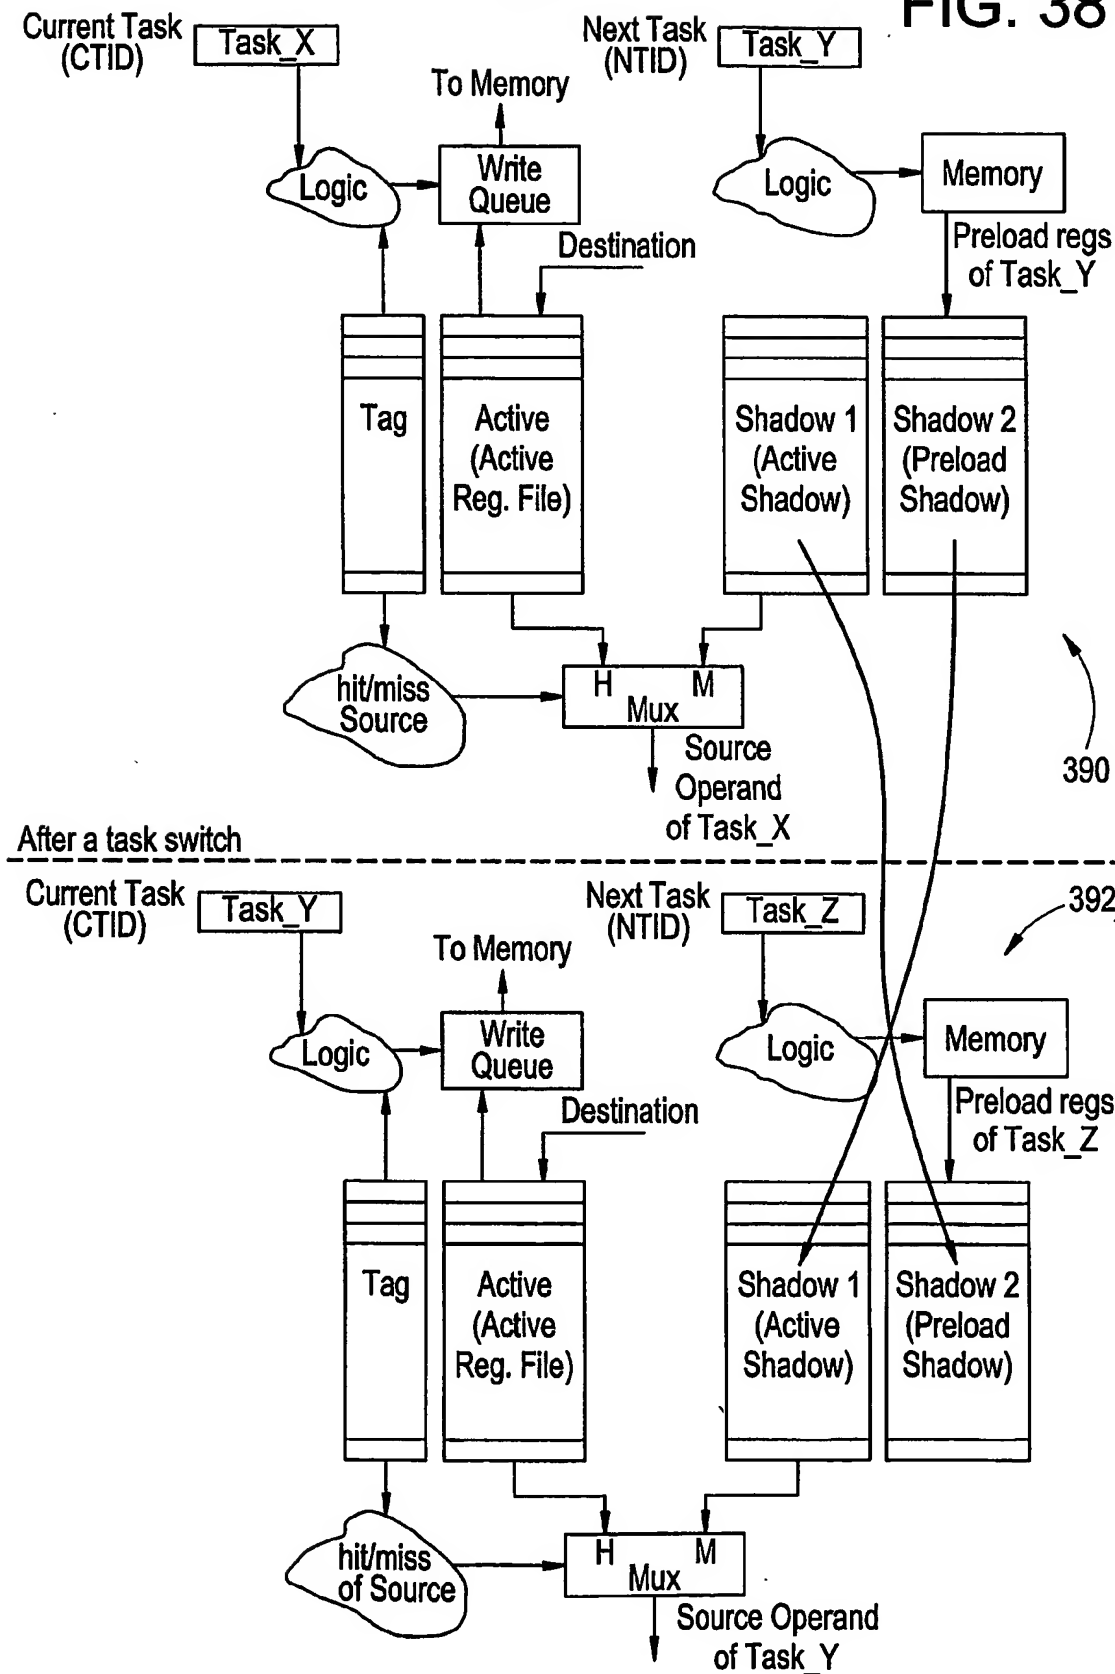 FIG. 38
Current Task
(CTID)
Task_X
Next Task
(NTID)
Task_Y
To Memory
Logic
Write
Queue
Logic
Memory
Destination
Preload regs
of Task_Y
Tag
Active
(Active
Reg. File)
Shadow 1
(Active
Shadow)
Shadow 2
(Preload
Shadow)
hit/miss
Source
H
M
Mux
Source
Operand
of Task_X
390
After a task switch
Current Task
(CTID)
Task_Y
Next Task
(NTID)
Task_Z
392
To Memory
Logic
Write
Queue
Logic
Memory
Destination
Preload regs
of Task_Z
Tag
Active
(Active
Reg. File)
Shadow 1
(Active
Shadow)
Shadow 2
(Preload
Shadow)
hit/miss
of Source
H
M
Mux
Source Operand
of Task_Y